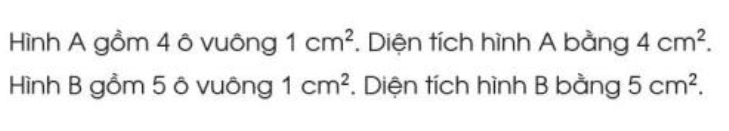 Hình A gồm 4 ô vuông 1 cm². Diện tích hình A bằng 4 cm².
Hình B gồm 5 ô vuông 1 cm². Diện tích hình B bằng 5 cm².